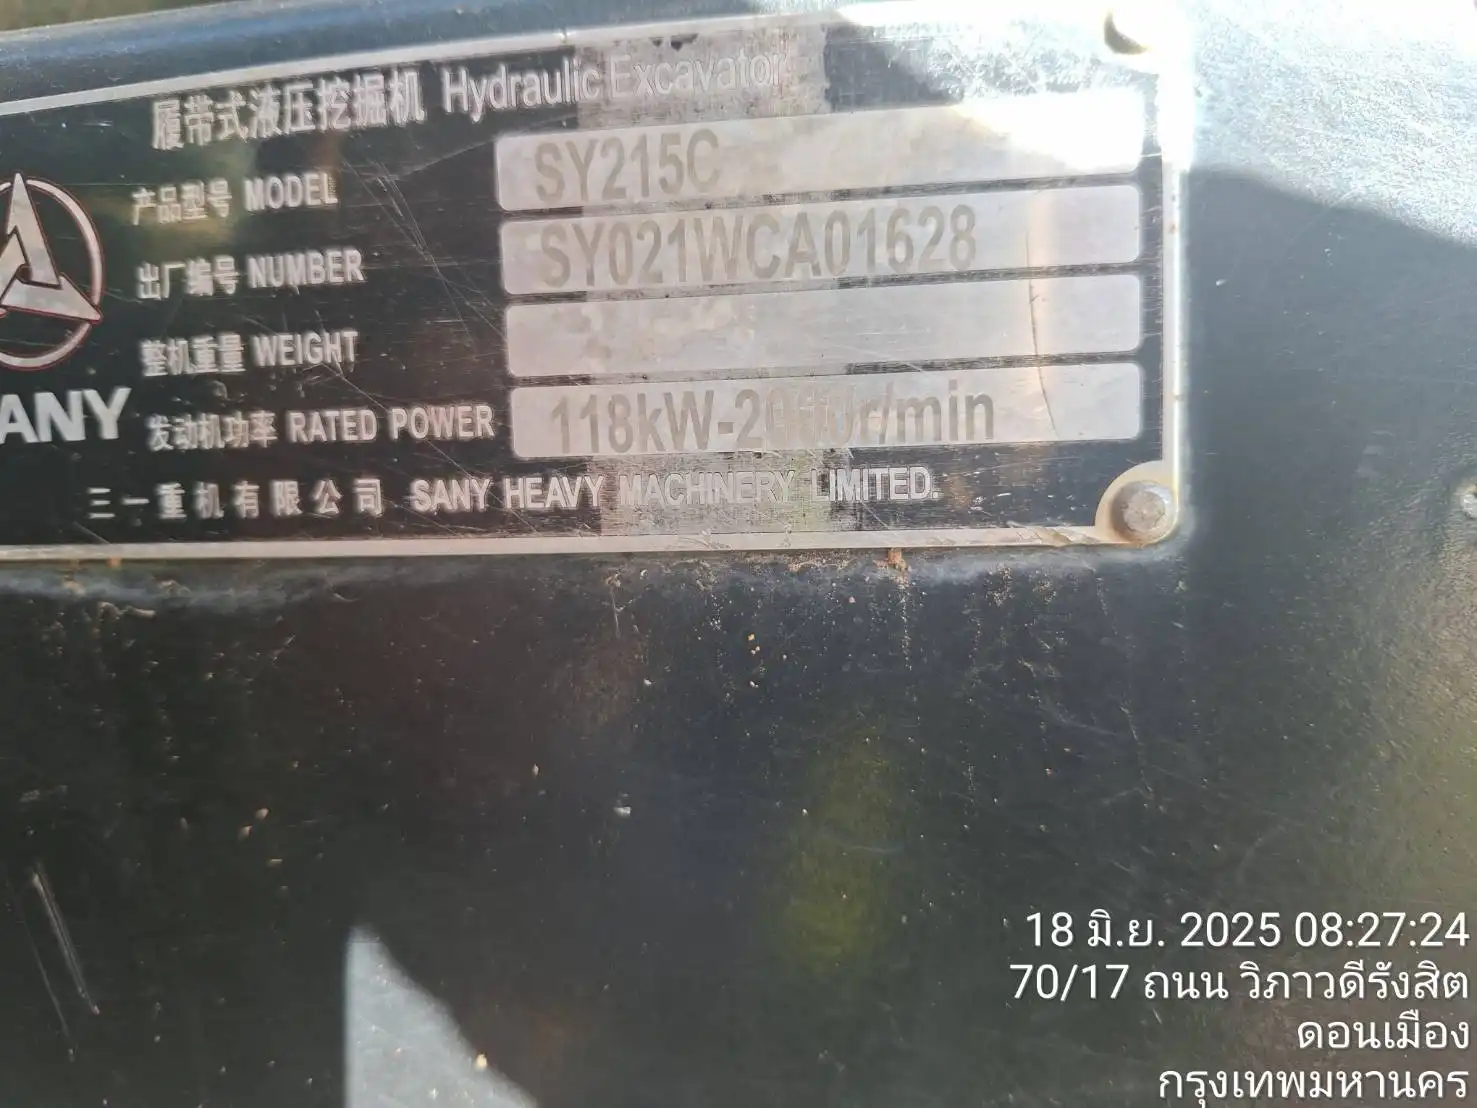 履带式液压挖掘机 Hydraulic Excavator
产品型号 MODEL SY215C
出厂编号 NUMBER SY021WCA01628
整机重量 WEIGHT
ANY
发动机功率 RATED POWER 118kW-2000r/min
三一重机有限公司 SANY HEAVY MACHINERY LIMITED.
18 มิ.ย. 2025 08:27:24
70/17 ถนน วิภาวดีรังสิต
ดอนเมือง
กรุงเทพมหานคร